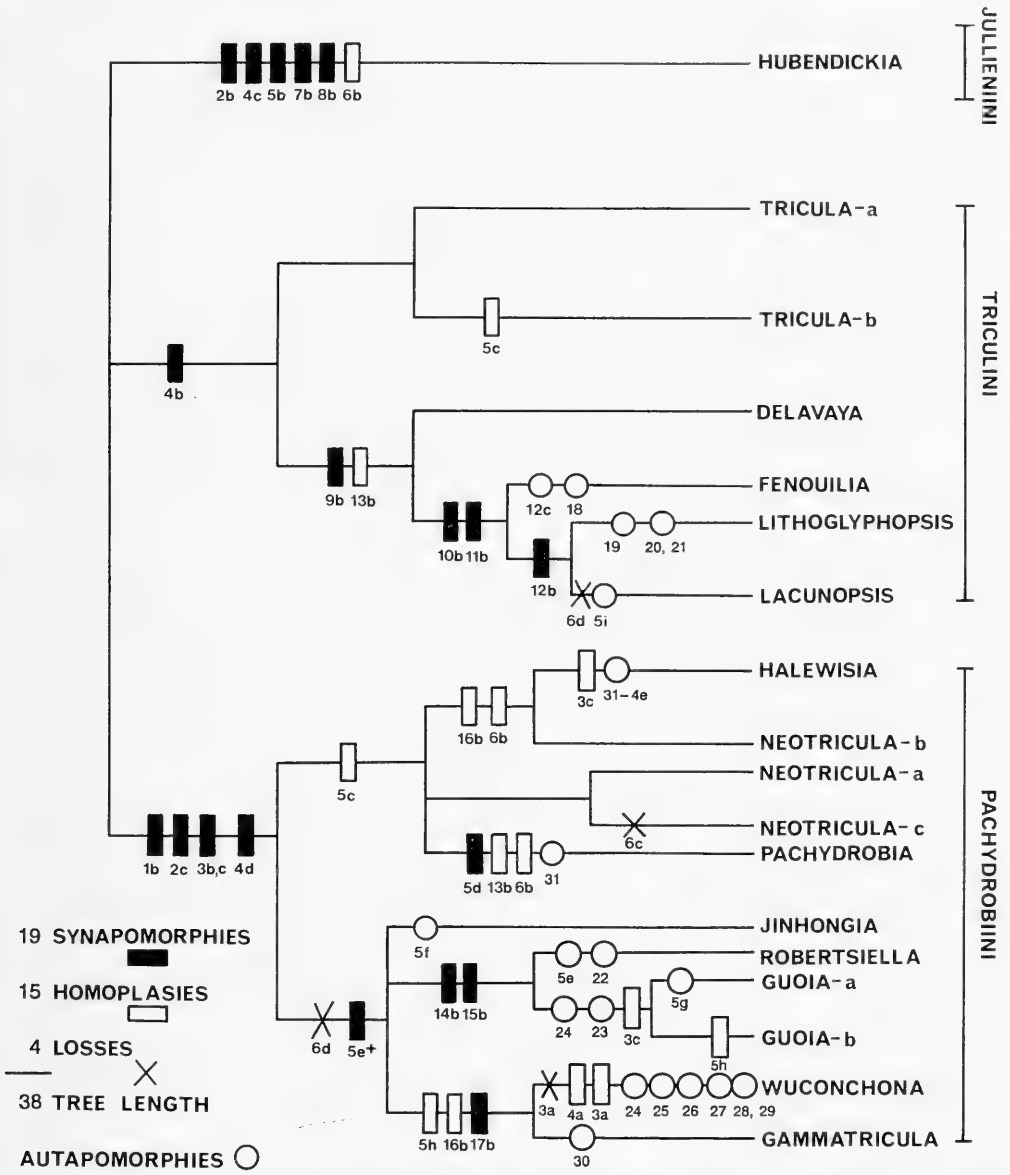 JULLIENIINI
HUBENDICKIA
2b 4c 5b 7b 8b 6b
TRICULA-a
TRICULA-b
5c
TRICULINI
4b
DELAVAYA
9b 13b
FENOUILIA
12c 18
LITHOGLYPHOPSIS
10b 11b
19 20, 21
12b
LACUNOPSIS
6d 5i
HALEWISIA
3c 31-4e
16b 6b
NEOTRICULA-b
5c
NEOTRICULA-a
NEOTRICULA-c
6c
PACHYDROBIA
1b 2c 3b,c 4d
5d 13b 6b 31
PACHYDROBIINI
JINHONGIA
5f
ROBERTSIELLA
5e 22
GUOIA-a
14b 15b
5g
24 23 3c
GUOIA-b
6d 5e+
5h
WUCONCHONA
3a 4a 3a 24 25 26 27 28, 29
5h 16b 17b
GAMMATRICULA
30
19 SYNAPOMORPHIES
15 HOMOPLASIES
4 LOSSES
38 TREE LENGTH
AUTAPOMORPHIES